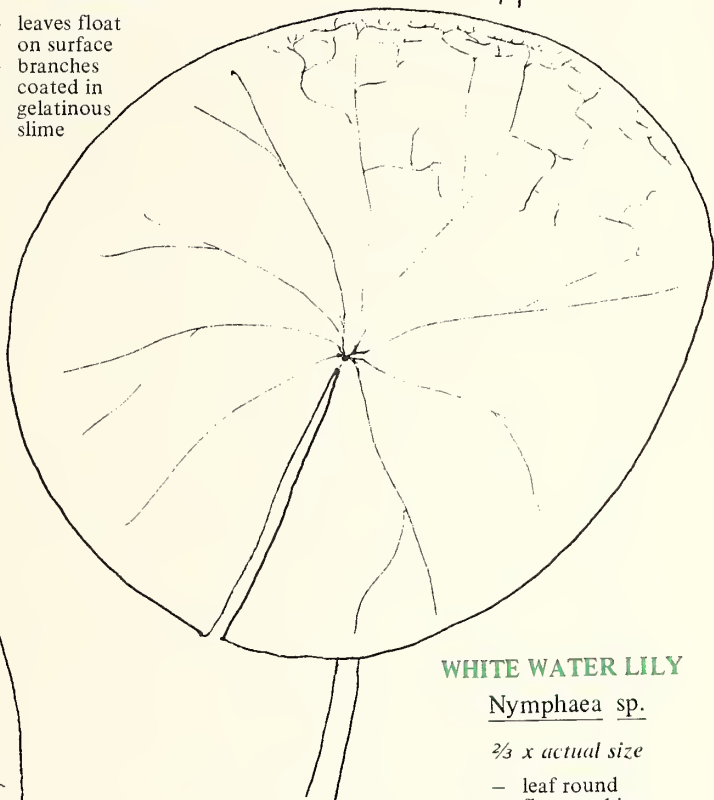 leaves float
on surface
branches
coated in
gelatinous
slime
WHITE WATER LILY
Nymphaea sp.
⅔ x actual size
– leaf round